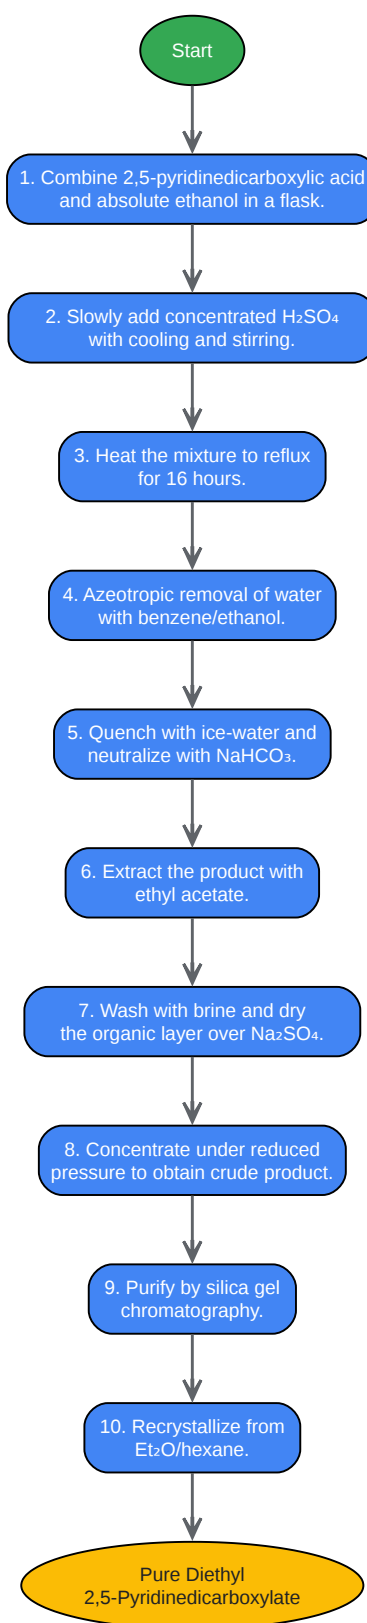 Start
1. Combine 2,5-pyridinedicarboxylic acid
and absolute ethanol in a flask.
2. Slowly add concentrated H₂SO₄
with cooling and stirring.
3. Heat the mixture to reflux
for 16 hours.
4. Azeotropic removal of water
with benzene/ethanol.
5. Quench with ice-water and
neutralize with NaHCO₃.
6. Extract the product with
ethyl acetate.
7. Wash with brine and dry
the organic layer over Na₂SO₄.
8. Concentrate under reduced
pressure to obtain crude product.
9. Purify by silica gel
chromatography.
10. Recrystallize from
Et₂O/hexane.
Pure Diethyl
2,5-Pyridinedicarboxylate